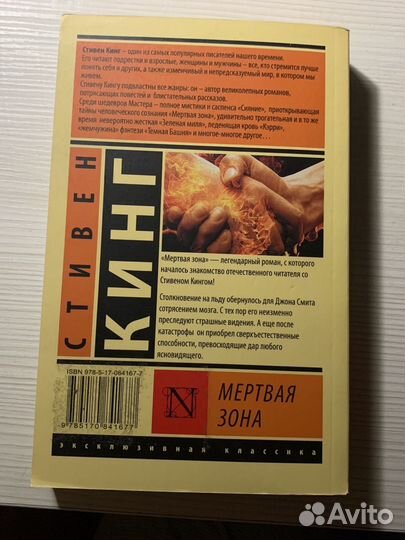 Стивен Кинг – один из самых популярных писателей нашего времени.
Его читают подростки и взрослые, женщины и мужчины – все, кто стремится лучше
понять себя и других, а также изменчивый и непредсказуемый мир, в котором мы
живем.
Стивену Кингу подвластны все жанры: он – автор великолепных романов,
потрясающих повестей и блистательных рассказов.
Среди шедевров Мастера – полное мистики и саспенса «Сияние», приоткрывающая
тайны человеческого сознания «Мертвая зона», удивительно трогательная и в то же
время невероятно жесткая «Зеленая миля», леденящая кровь «Кэрри»,
«жемчужина» фэнтези «Темная Башня» и многое-многое другое…
СТИВЕН
КИНГ
«Мертвая зона» — легендарный роман, с которого
началось знакомство отечественного читателя со
Стивеном Кингом!
Столкновение на льду обернулось для Джона Смита
сотрясением мозга. С тех пор его неизменно
преследуют страшные видения. А еще после
катастрофы он приобрел сверхъестественные
способности, превосходящие дар любого
ясновидящего.
ISBN 978-5-17-084167-7
9 785170 841677
N
МЕРТВАЯ
ЗОНА
эксклюзивная классика
Avito